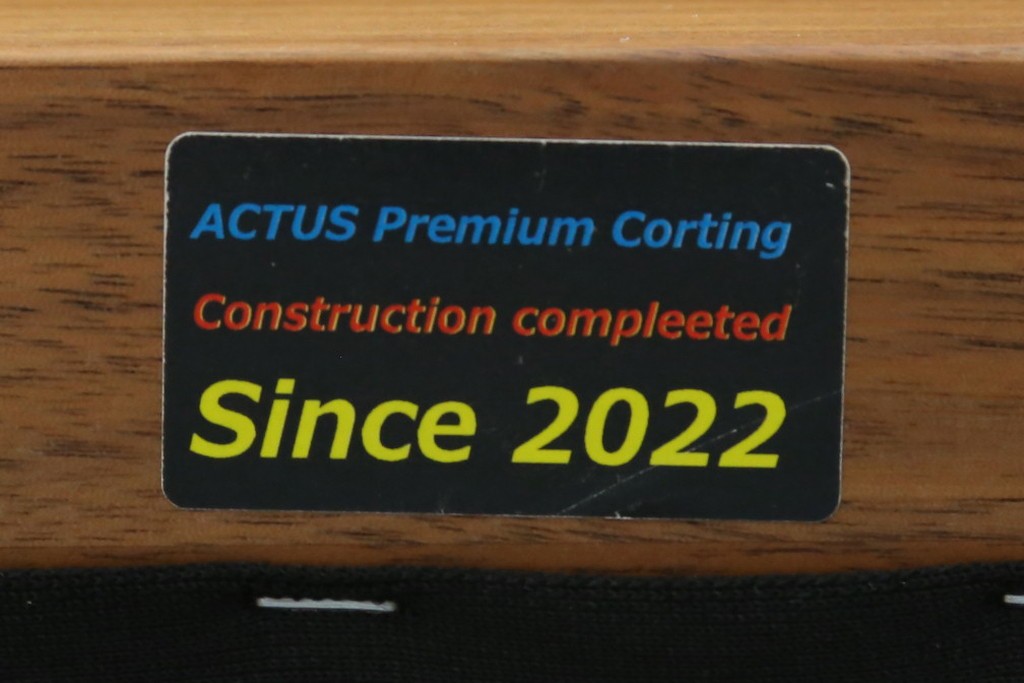 ACTUS Premium Corting
Construction compleeted
Since 2022